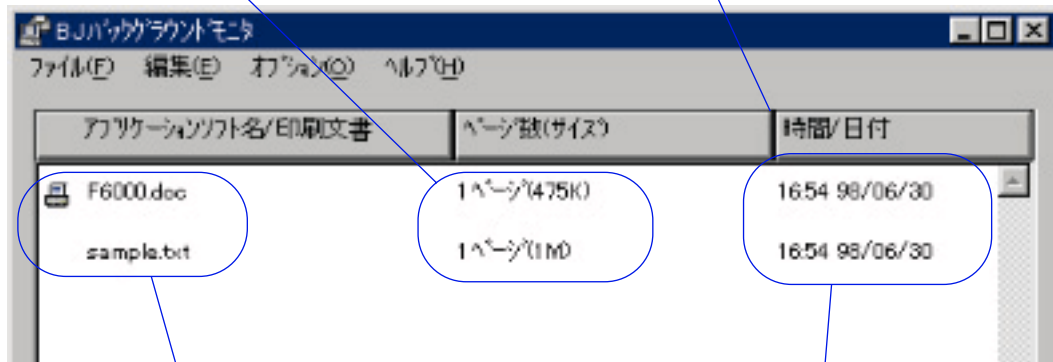 BJバックグラウンドモニタ
ファイル(F) 編集(E) オプション(O) ヘルプ(H)
アプリケーションソフト名/印刷文書 ページ数(サイズ) 時間/日付
F6000.doc 1ページ(475K) 16:54 98/06/30
sample.txt 1ページ(1M) 16:54 98/06/30